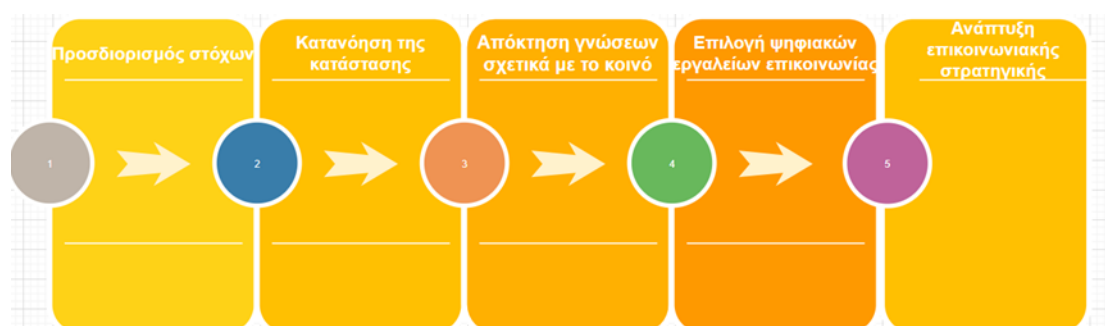 Προσδιορισμός στόχων
Κατανόηση της
κατάστασης
Απόκτηση γνώσεων
σχετικά με το κοινό
Επιλογή ψηφιακών
εργαλείων επικοινωνίας
Ανάπτυξη
επικοινωνιακής
στρατηγικής
1
2
3
4
5